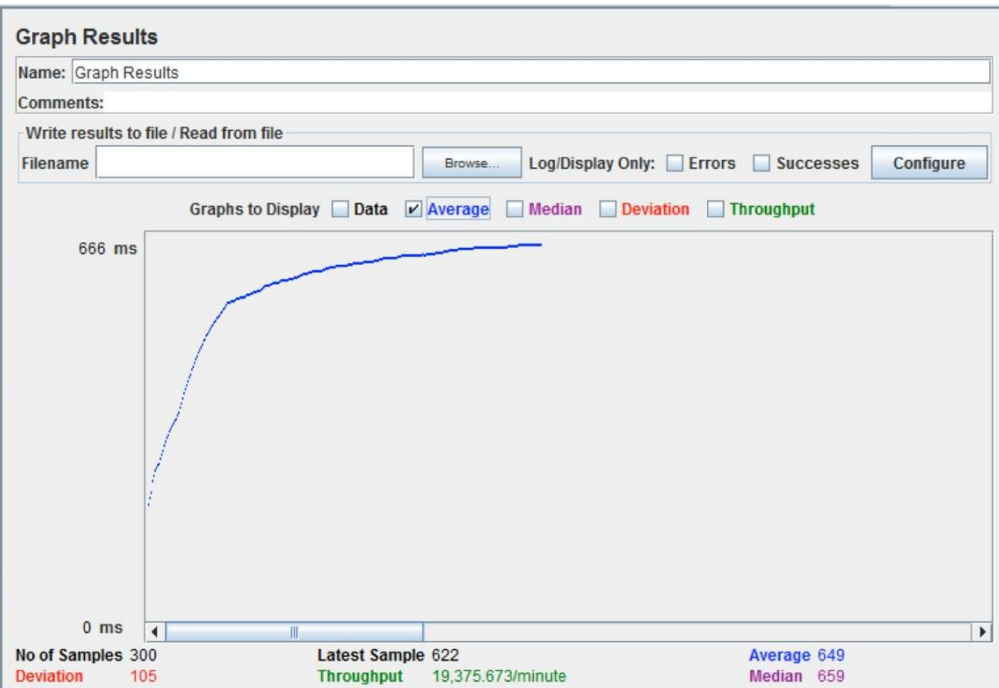 Graph Results
Name: Graph Results
Comments:
Write results to file / Read from file
Filename Browse... Log/Display Only: Errors Successes Configure
Graphs to Display Data Average Median Deviation Throughput
666 ms
0 ms
No of Samples 300 Latest Sample 622 Average 649
Deviation 105 Throughput 19,375.673/minute Median 659